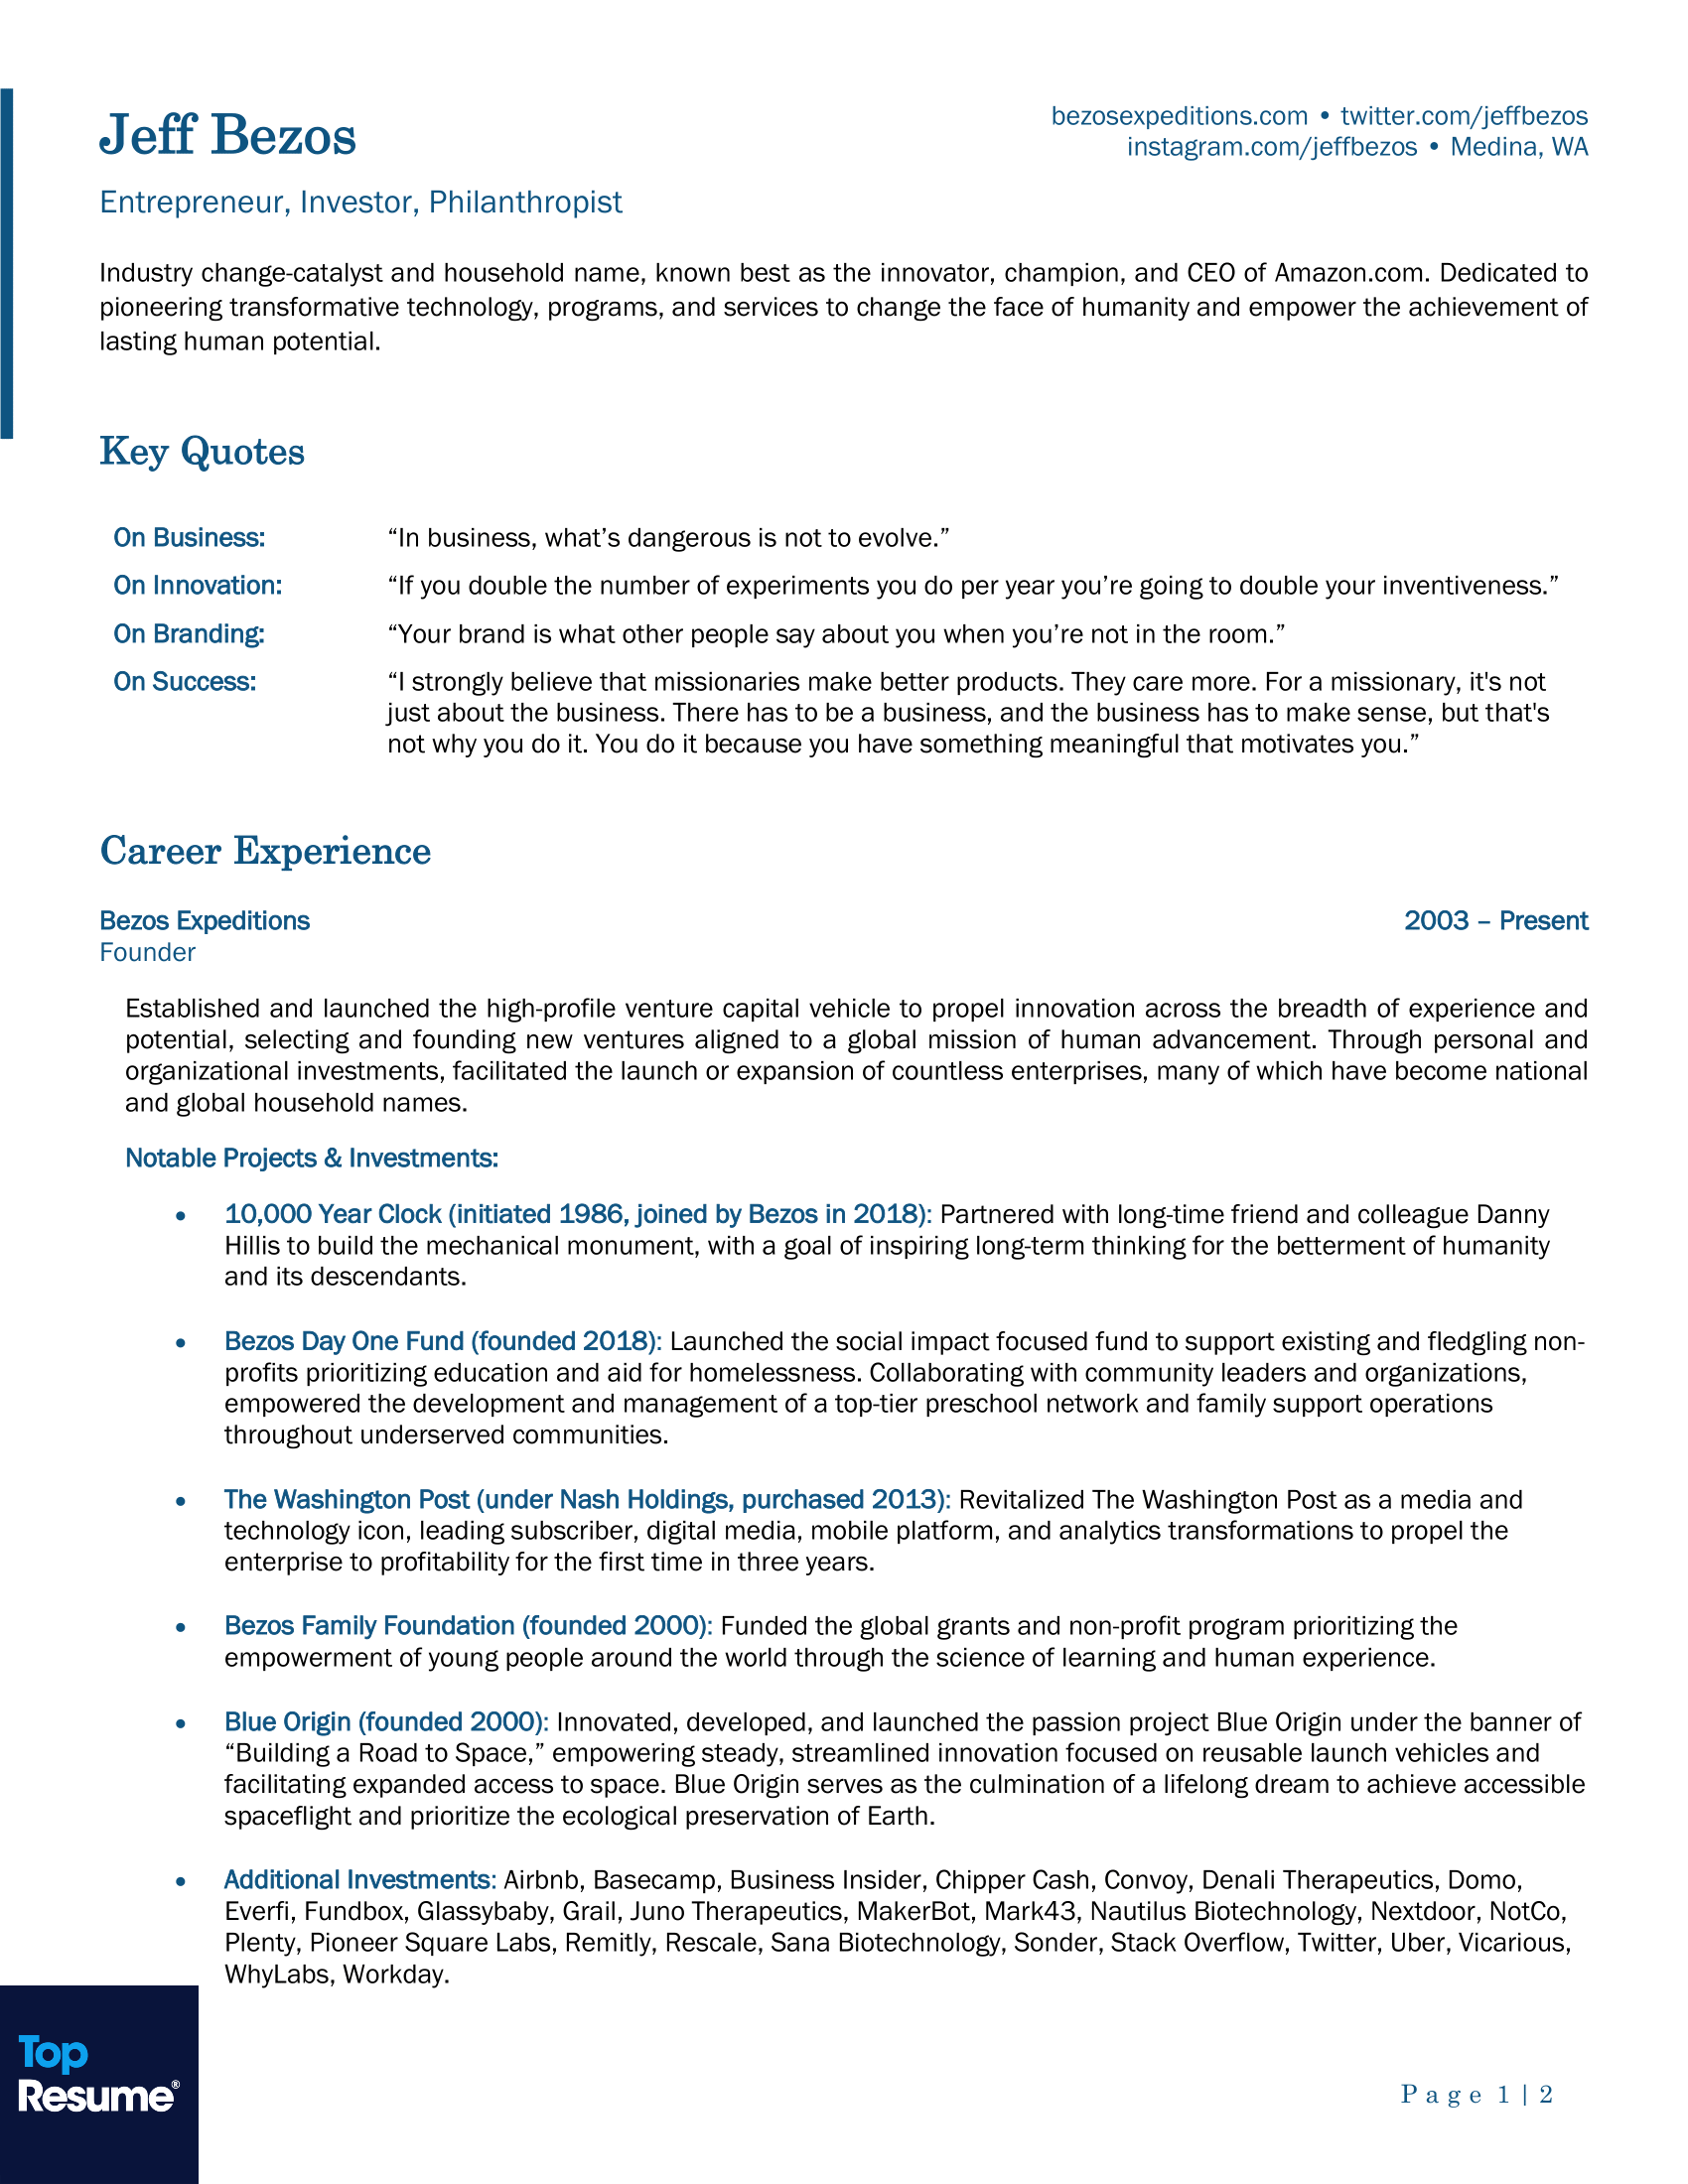 Jeff Bezos
bezosexpeditions.com • twitter.com/jeffbezos
instagram.com/jeffbezos • Medina, WA
Entrepreneur, Investor, Philanthropist
Industry change-catalyst and household name, known best as the innovator, champion, and CEO of Amazon.com. Dedicated to
pioneering transformative technology, programs, and services to change the face of humanity and empower the achievement of
lasting human potential.
Key Quotes
On Business: “In business, what’s dangerous is not to evolve.”
On Innovation: “If you double the number of experiments you do per year you’re going to double your inventiveness.”
On Branding: “Your brand is what other people say about you when you’re not in the room.”
On Success: “I strongly believe that missionaries make better products. They care more. For a missionary, it's not
just about the business. There has to be a business, and the business has to make sense, but that's
not why you do it. You do it because you have something meaningful that motivates you.”
Career Experience
Bezos Expeditions 2003 – Present
Founder
Established and launched the high-profile venture capital vehicle to propel innovation across the breadth of experience and
potential, selecting and founding new ventures aligned to a global mission of human advancement. Through personal and
organizational investments, facilitated the launch or expansion of countless enterprises, many of which have become national
and global household names.
Notable Projects & Investments:
• 10,000 Year Clock (initiated 1986, joined by Bezos in 2018): Partnered with long-time friend and colleague Danny
Hillis to build the mechanical monument, with a goal of inspiring long-term thinking for the betterment of humanity
and its descendants.
• Bezos Day One Fund (founded 2018): Launched the social impact focused fund to support existing and fledgling non-
profits prioritizing education and aid for homelessness. Collaborating with community leaders and organizations,
empowered the development and management of a top-tier preschool network and family support operations
throughout underserved communities.
• The Washington Post (under Nash Holdings, purchased 2013): Revitalized The Washington Post as a media and
technology icon, leading subscriber, digital media, mobile platform, and analytics transformations to propel the
enterprise to profitability for the first time in three years.
• Bezos Family Foundation (founded 2000): Funded the global grants and non-profit program prioritizing the
empowerment of young people around the world through the science of learning and human experience.
• Blue Origin (founded 2000): Innovated, developed, and launched the passion project Blue Origin under the banner of
“Building a Road to Space,” empowering steady, streamlined innovation focused on reusable launch vehicles and
facilitating expanded access to space. Blue Origin serves as the culmination of a lifelong dream to achieve accessible
spaceflight and prioritize the ecological preservation of Earth.
• Additional Investments: Airbnb, Basecamp, Business Insider, Chipper Cash, Convoy, Denali Therapeutics, Domo,
Everfi, Fundbox, Glassybaby, Grail, Juno Therapeutics, MakerBot, Mark43, Nautilus Biotechnology, Nextdoor, NotCo,
Plenty, Pioneer Square Labs, Remitly, Rescale, Sana Biotechnology, Sonder, Stack Overflow, Twitter, Uber, Vicarious,
WhyLabs, Workday.
Top
Resume®
Page 1 | 2